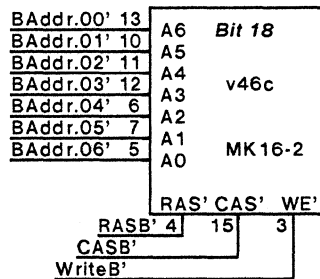 BAddr.00' 13 A6 Bit 18
BAddr.01' 10 A5
BAddr.02' 11 A4
BAddr.03' 12 A3 v46c
BAddr.04' 6 A2
BAddr.05' 7 A1
BAddr.06' 5 A0 MK16-2
RAS' CAS' WE'
RASB' 4 15 3
CASB'
WriteB'